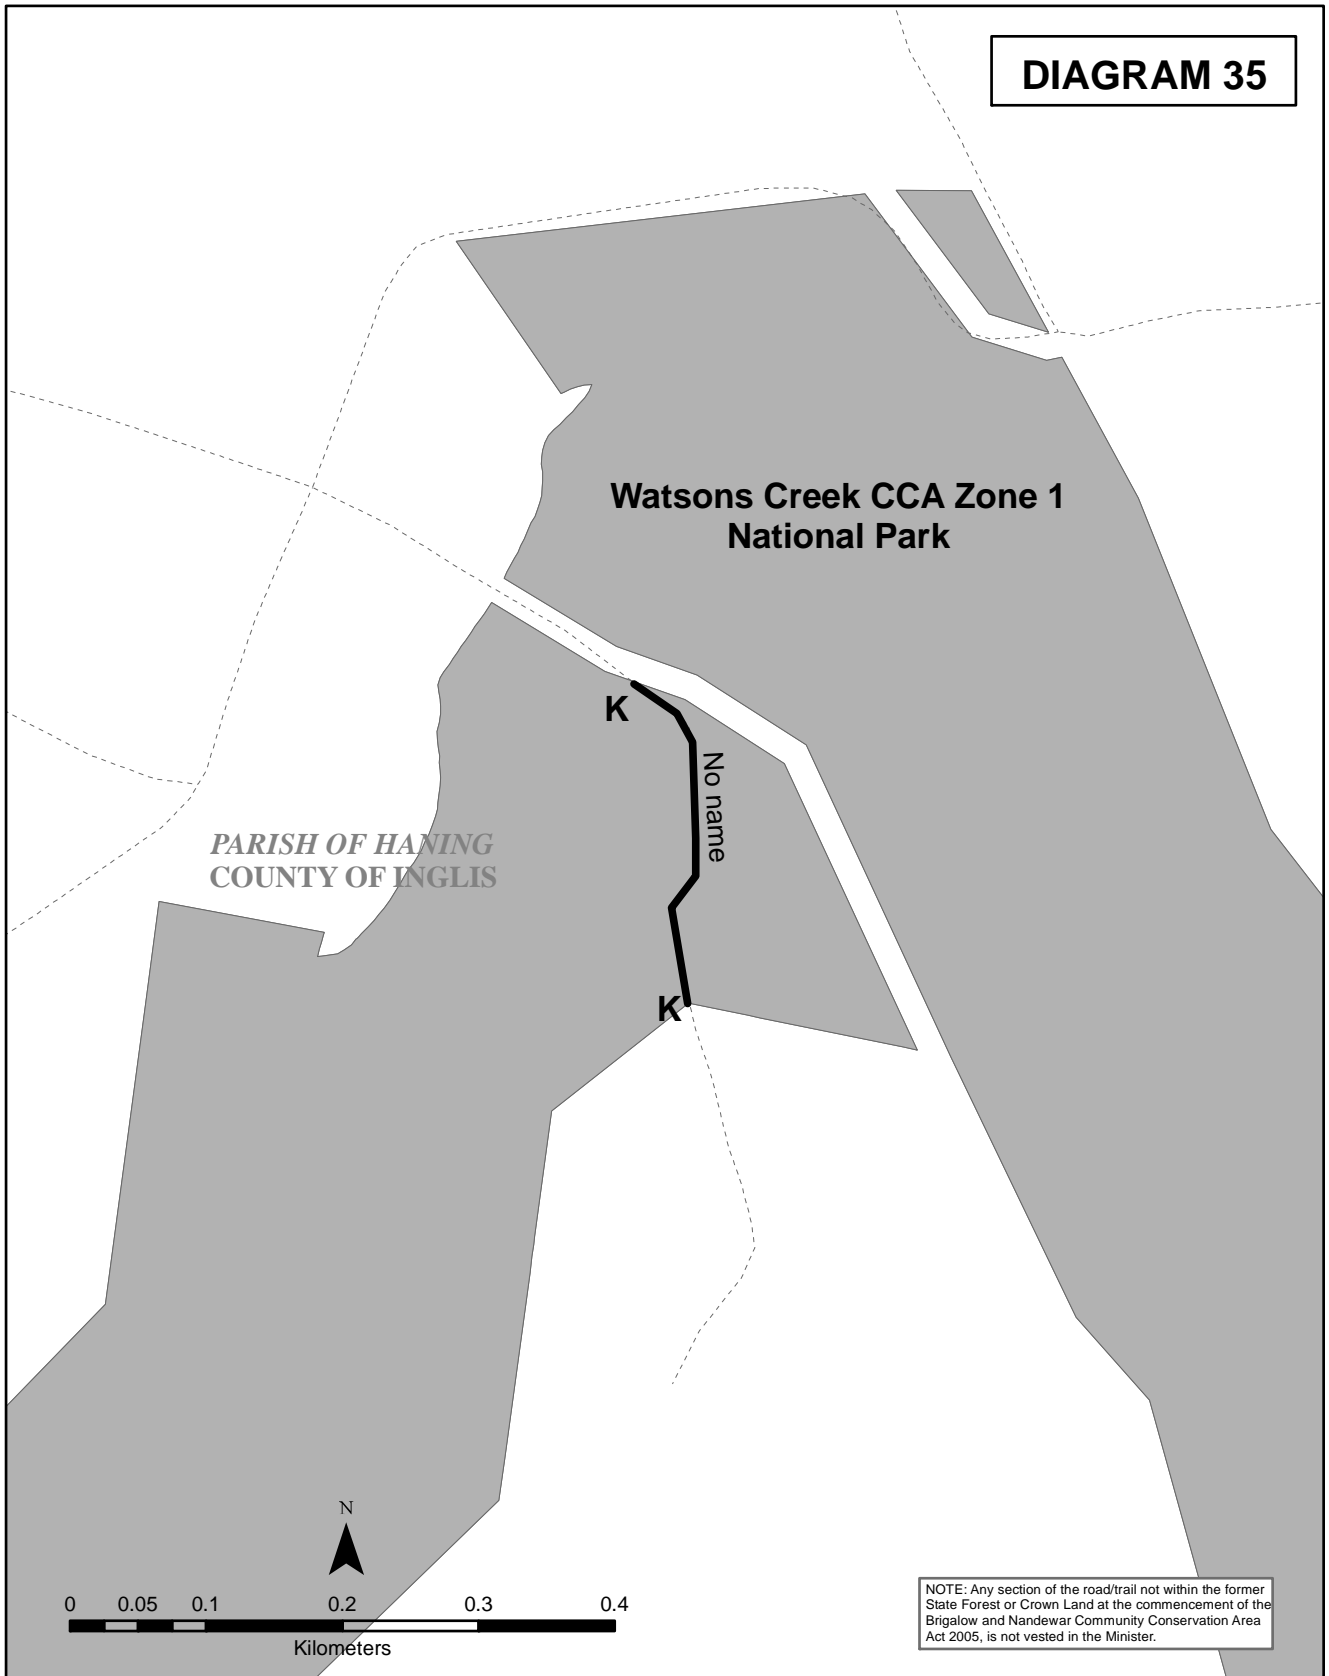 DIAGRAM 35
Watsons Creek CCA Zone 1
National Park
K
No name
PARISH OF HANING
COUNTY OF INGLIS
K
N
0 0.05 0.1 0.2 0.3 0.4
Kilometers
NOTE: Any section of the road/trail not within the former
State Forest or Crown Land at the commencement of the
Brigalow and Nandewar Community Conservation Area
Act 2005, is not vested in the Minister.